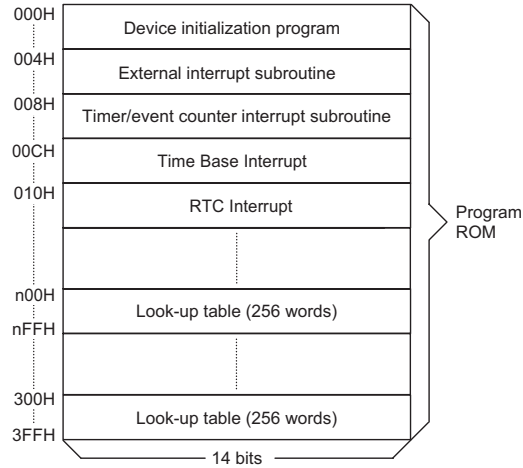 000H
Device initialization program
004H
External interrupt subroutine
008H
Timer/event counter interrupt subroutine
00CH
Time Base Interrupt
010H
RTC Interrupt
Program
ROM
n00H
Look-up table (256 words)
nFFH
300H
Look-up table (256 words)
3FFH
14 bits